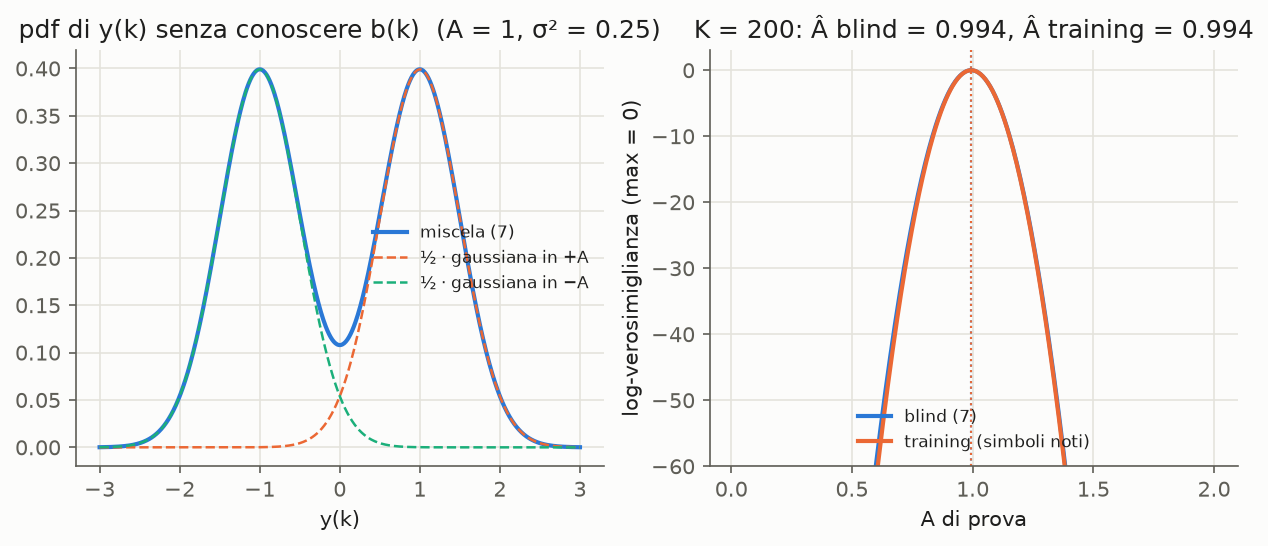 pdf di y(k) senza conoscere b(k)  (A = 1, σ² = 0.25)
0.40
0.35
0.30
0.25
0.20
0.15
0.10
0.05
0.00
miscela (7)
½ · gaussiana in +A
½ · gaussiana in −A
−3 −2 −1 0 1 2 3
y(k)
K = 200: Â blind = 0.994, Â training = 0.994
log-verosimiglianza (max = 0)
0
−10
−20
−30
−40
−50
−60
blind (7)
training (simboli noti)
0.0 0.5 1.0 1.5 2.0
A di prova